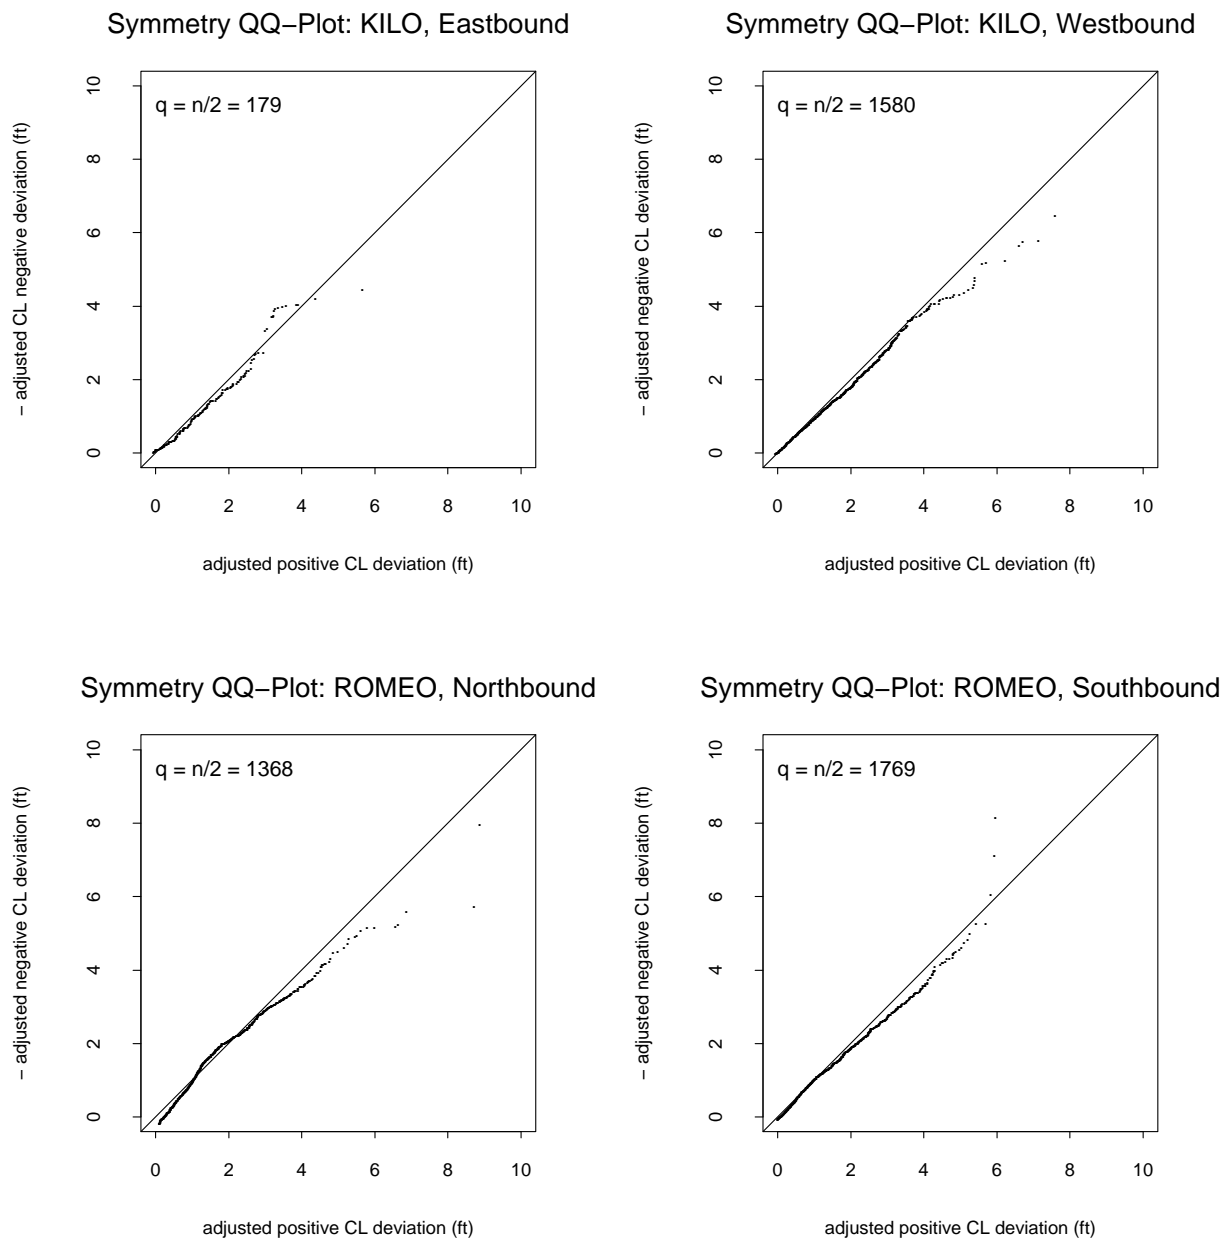 Symmetry QQ−Plot: KILO, Eastbound
q = n/2 = 179
− adjusted CL negative deviation (ft)
0 2 4 6 8 10
0 2 4 6 8 10
adjusted positive CL deviation (ft)
Symmetry QQ−Plot: KILO, Westbound
q = n/2 = 1580
− adjusted negative CL deviation (ft)
0 2 4 6 8 10
0 2 4 6 8 10
adjusted positive CL deviation (ft)
Symmetry QQ−Plot: ROMEO, Northbound
q = n/2 = 1368
− adjusted negative CL deviation (ft)
0 2 4 6 8 10
0 2 4 6 8 10
adjusted positive CL deviation (ft)
Symmetry QQ−Plot: ROMEO, Southbound
q = n/2 = 1769
− adjusted negative CL deviation (ft)
0 2 4 6 8 10
0 2 4 6 8 10
adjusted positive CL deviation (ft)